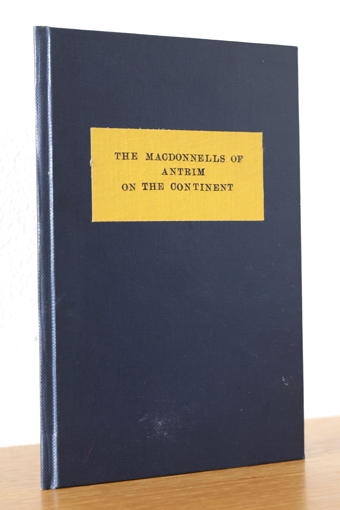 THE MACDONNELLS OF
ANTRIM
ON THE CONTINENT